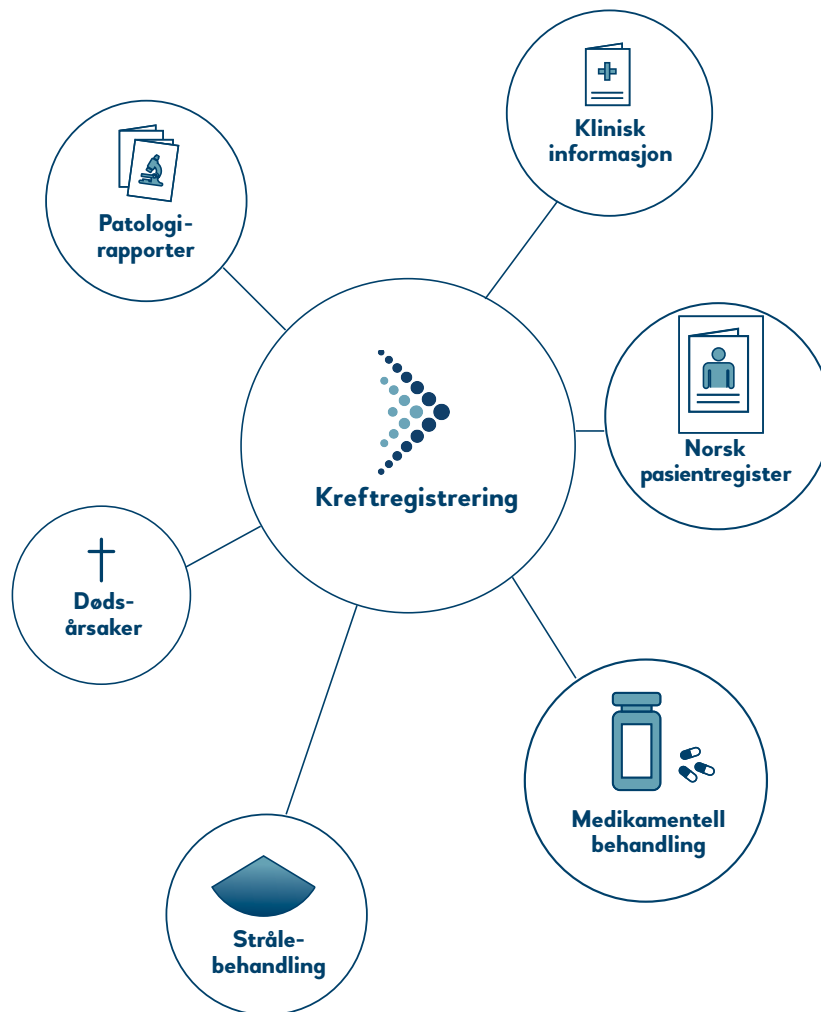 Klinisk
informasjon
Patologi-
rapporter
Norsk
pasientregister
Kreftregistrering
Døds-
årsaker
Medikamentell
behandling
Stråle-
behandling